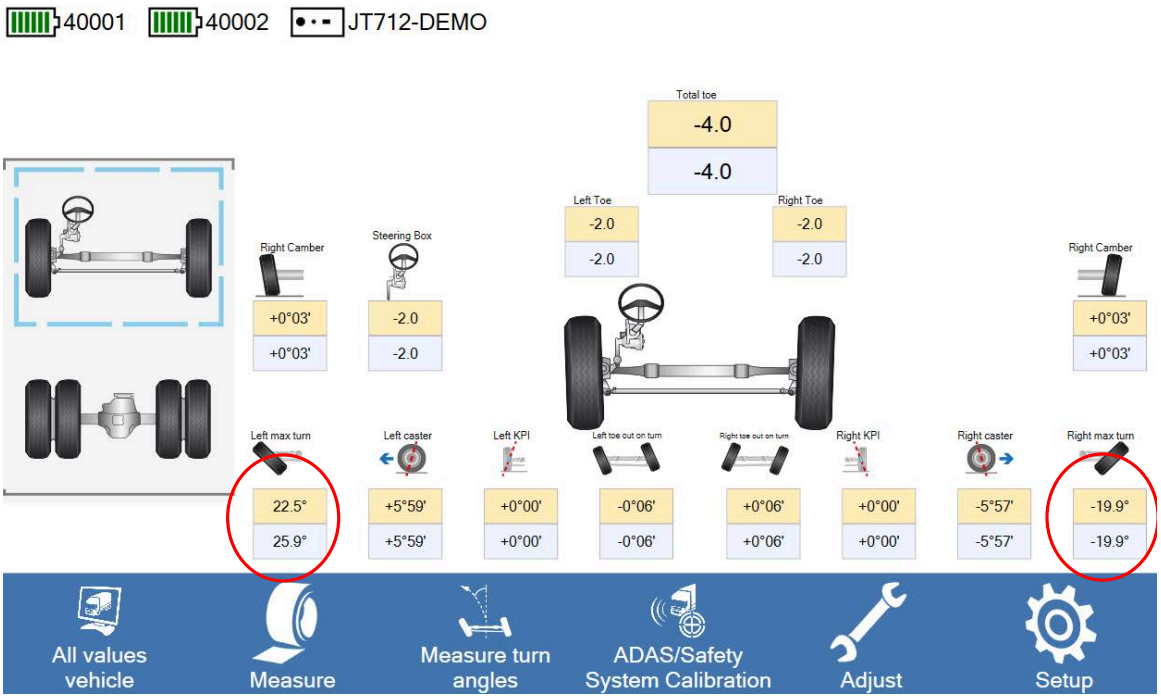 40001 40002 JT712-DEMO
Total toe
-4.0
-4.0
Left Toe Right Toe
-2.0 -2.0
-2.0 -2.0
Right Camber Steering Box Right Camber
+0°03' -2.0 +0°03'
+0°03' -2.0 +0°03'
Left max turn Left caster Left KPI Left toe out on turn Right toe out on turn Right KPI Right caster Right max turn
22.5° +5°59' +0°00' -0°06' +0°06' +0°00' -5°57' -19.9°
25.9° +5°59' +0°00' -0°06' +0°06' +0°00' -5°57' -19.9°
All values Measure turn ADAS/Safety
vehicle Measure angles System Calibration Adjust Setup